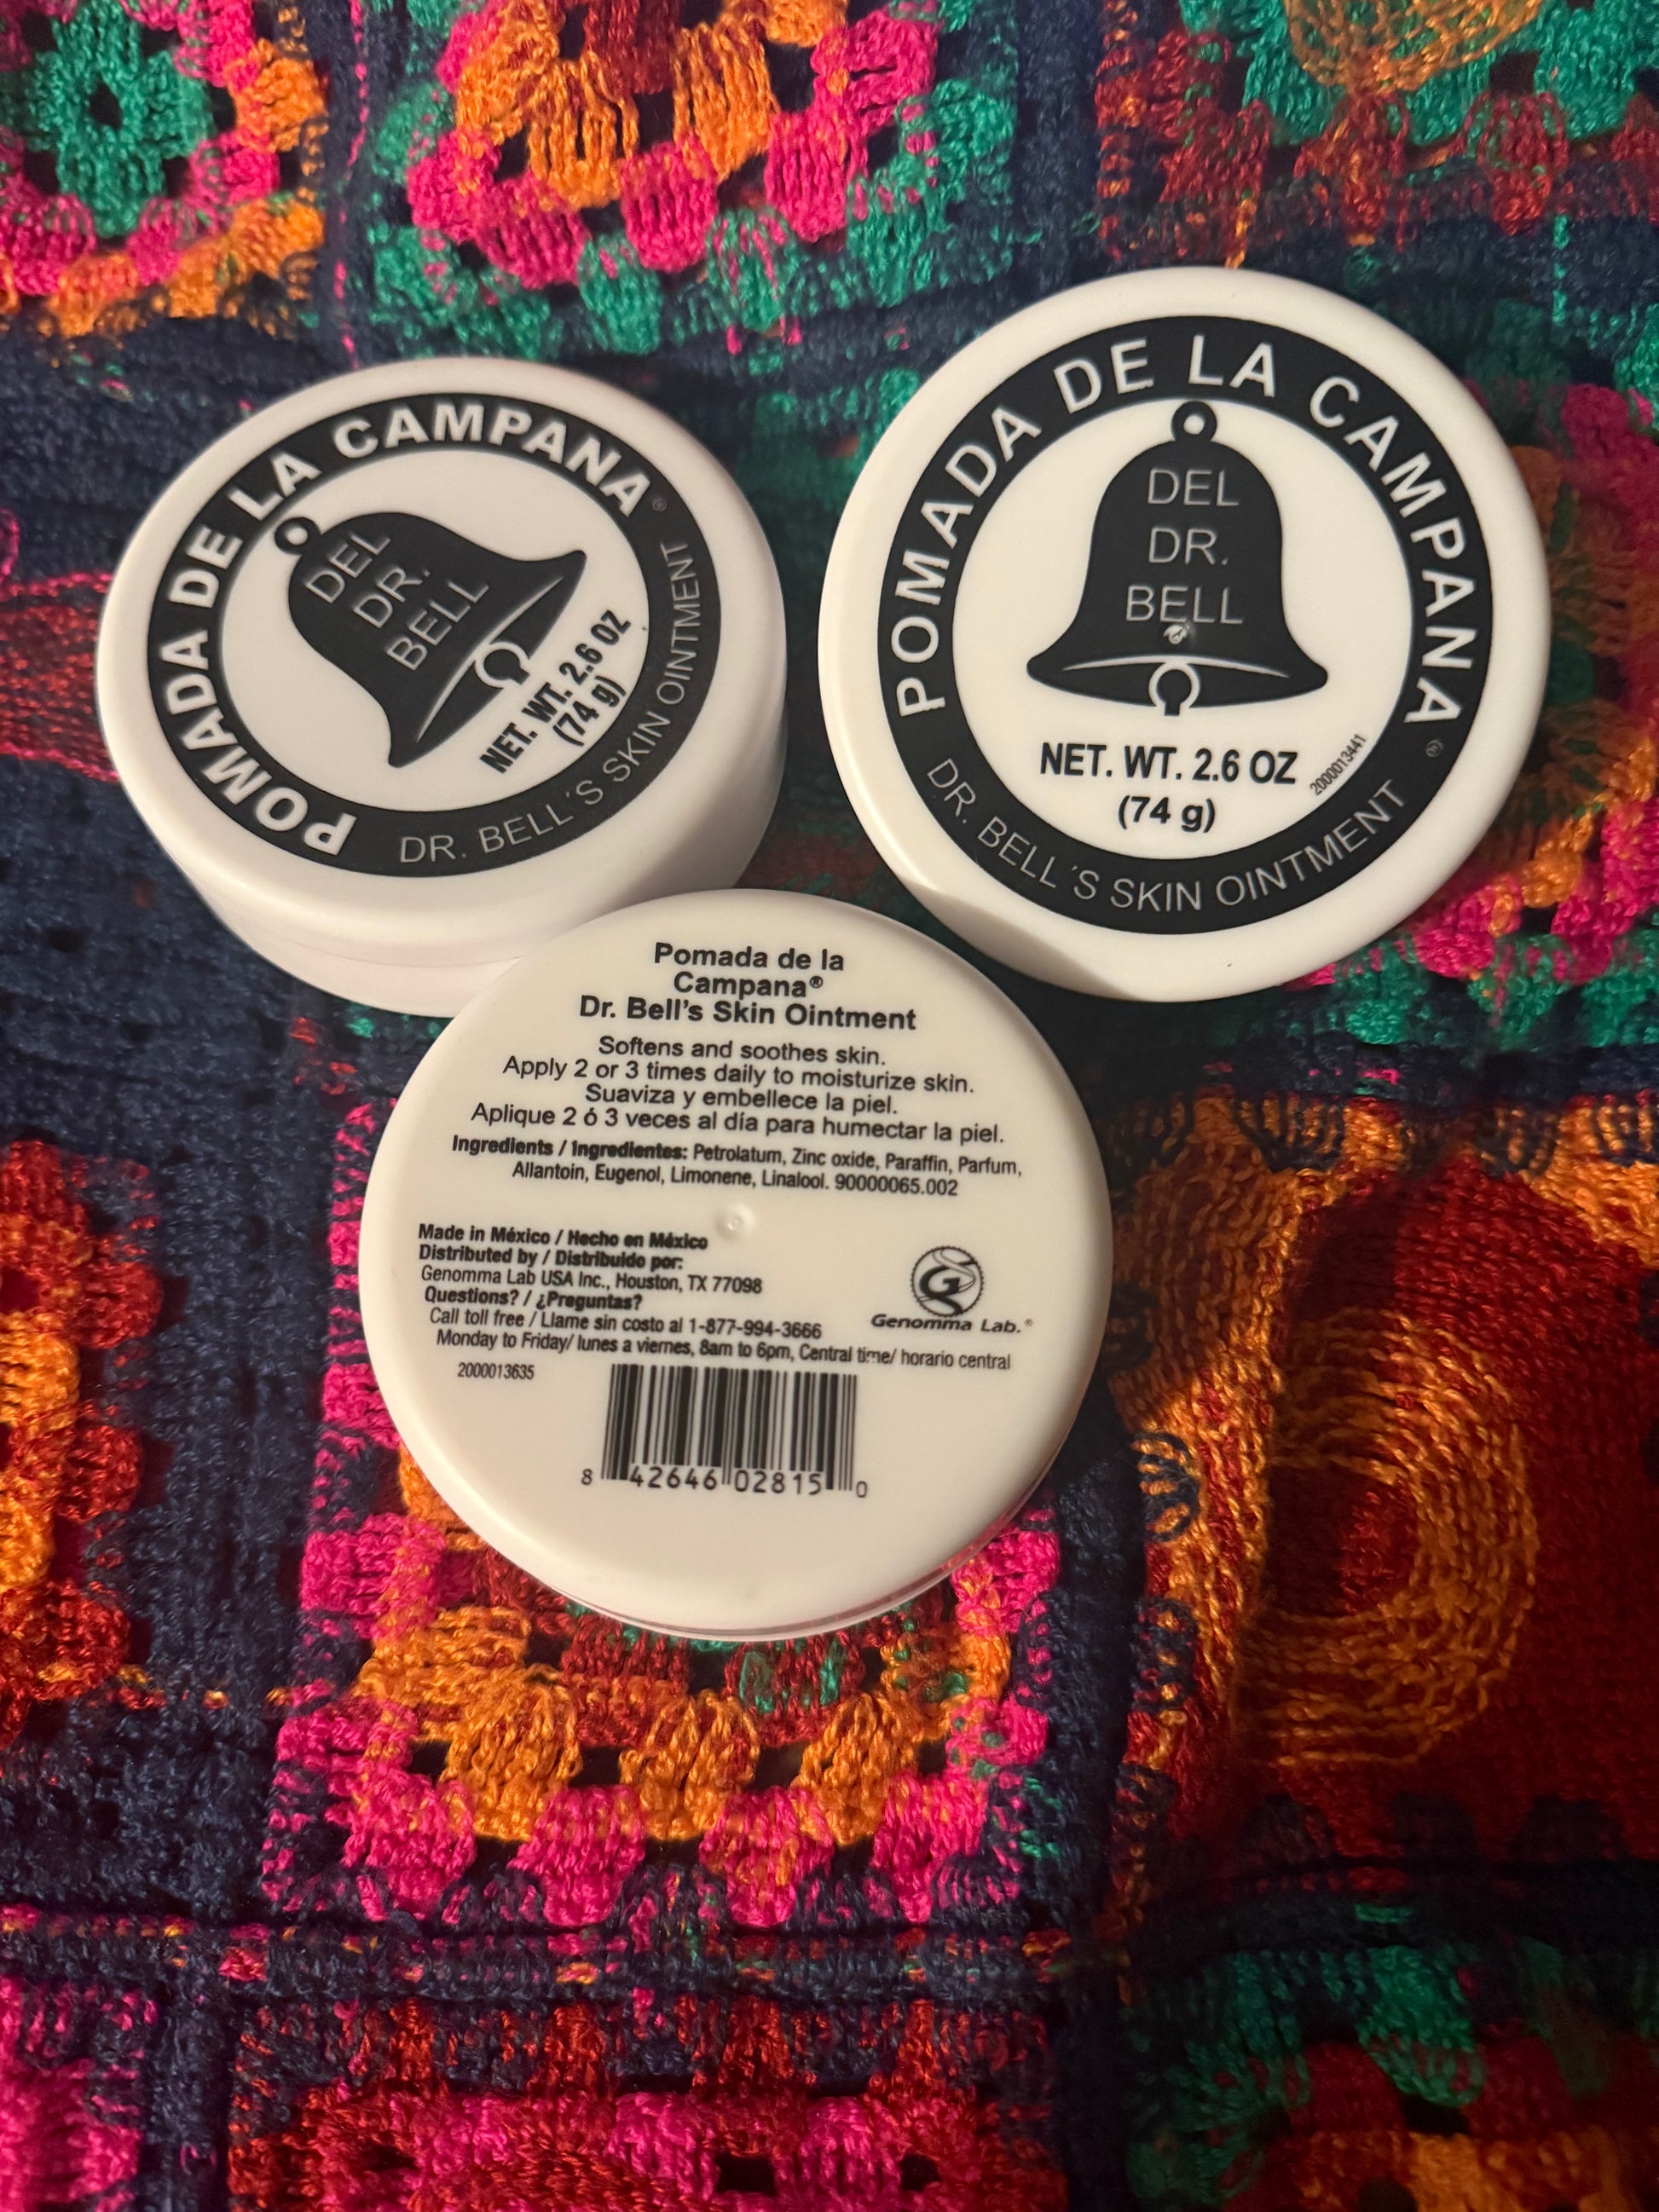 POMADA DE LA CAMPANA®
DEL
DR.
BELL
NET. WT. 2.6 OZ
(74 g)
DR. BELL´S SKIN OINTMENT
POMADA DE LA CAMPANA®
DEL
DR.
BELL
NET. WT. 2.6 OZ
(74 g)
2000013441
DR. BELL´S SKIN OINTMENT
Pomada de la
Campana®
Dr. Bell's Skin Ointment
Softens and soothes skin.
Apply 2 or 3 times daily to moisturize skin.
Suaviza y embellece la piel.
Aplique 2 ó 3 veces al día para humectar la piel.
Ingredients / Ingredientes: Petrolatum, Zinc oxide, Paraffin, Parfum,
Allantoin, Eugenol, Limonene, Linalool. 90000065.002
Made in México / Hecho en México
Distributed by / Distribuido por:
Genomma Lab USA Inc., Houston, TX 77098
Questions? / ¿Preguntas?
Call toll free / Llame sin costo al 1-877-994-3666
Monday to Friday/ lunes a viernes, 8am to 6pm, Central time/ horario central
Genomma Lab.®
2000013635
8 42646 02815 0